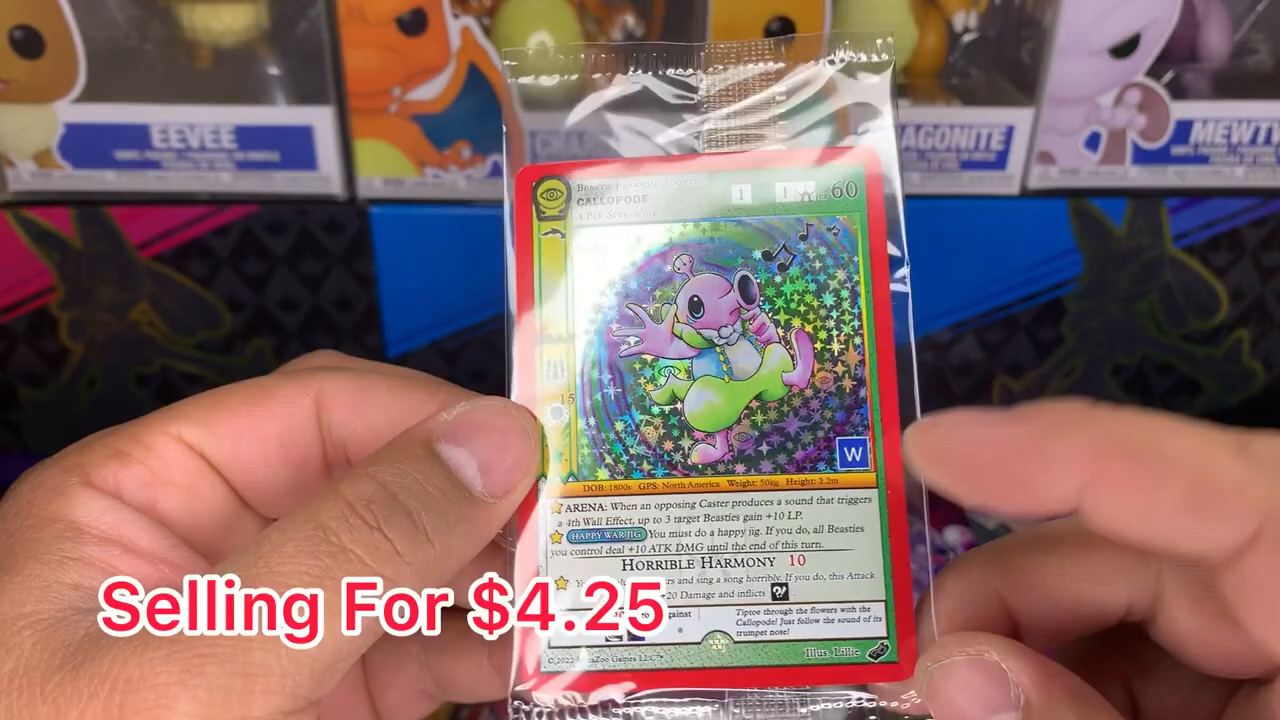 EEVEE
AGONITE
MEWTW
CALLOPODE
1
1
60
15
W
DOB: 1800s GPS: North America Weight: 50kg Height: 2.2m
ARENA: When an opposing Caster produces a sound that triggers
a 4th Wall Effect, up to 3 target Beasties gain +10 LP.
HAPPY WAR JIG You must do a happy jig. If you do, all Beasties
you control deal +10 ATK DMG until the end of this turn.
HORRIBLE HARMONY 10
and sing a song horribly. If you do, this Attack
+20 Damage and inflicts ?!
against
Tiptoe through the flowers with the
Callopode! Just follow the sound of its
trumpet nose!
Illus. Lillie
Selling For $4.25